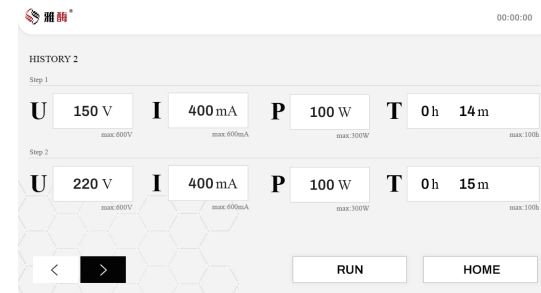 雅酶®
00:00:00
HISTORY 2
Step 1
U 150 V I 400 mA P 100 W T 0 h 14 m
max:600V max:600mA max:300W max:100h
Step 2
U 220 V I 400 mA P 100 W T 0 h 15 m
max:600V max:600mA max:300W max:100h
< > RUN HOME